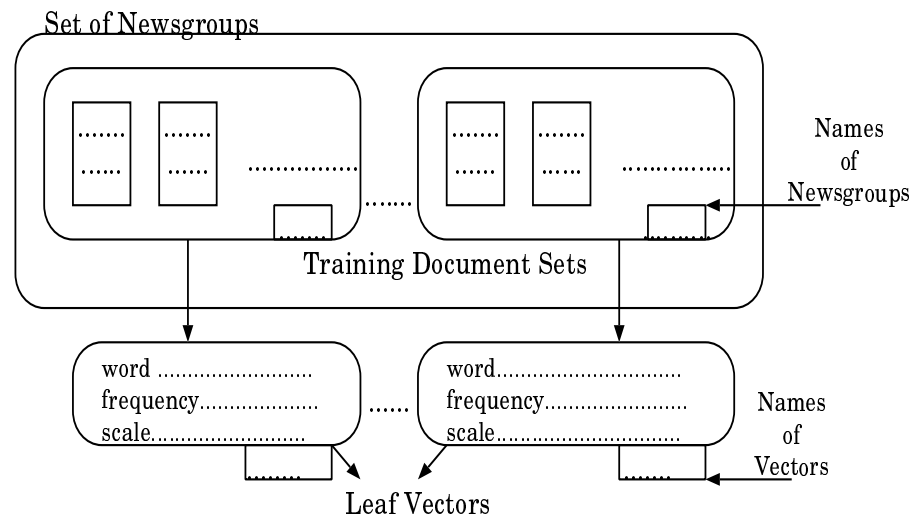 Set of Newsgroups
Names
of
Newsgroups
Training Document Sets
word ..........................
frequency....................
scale..........................
word...............................
frequency........................
scale...............................
Names
of
Vectors
Leaf Vectors